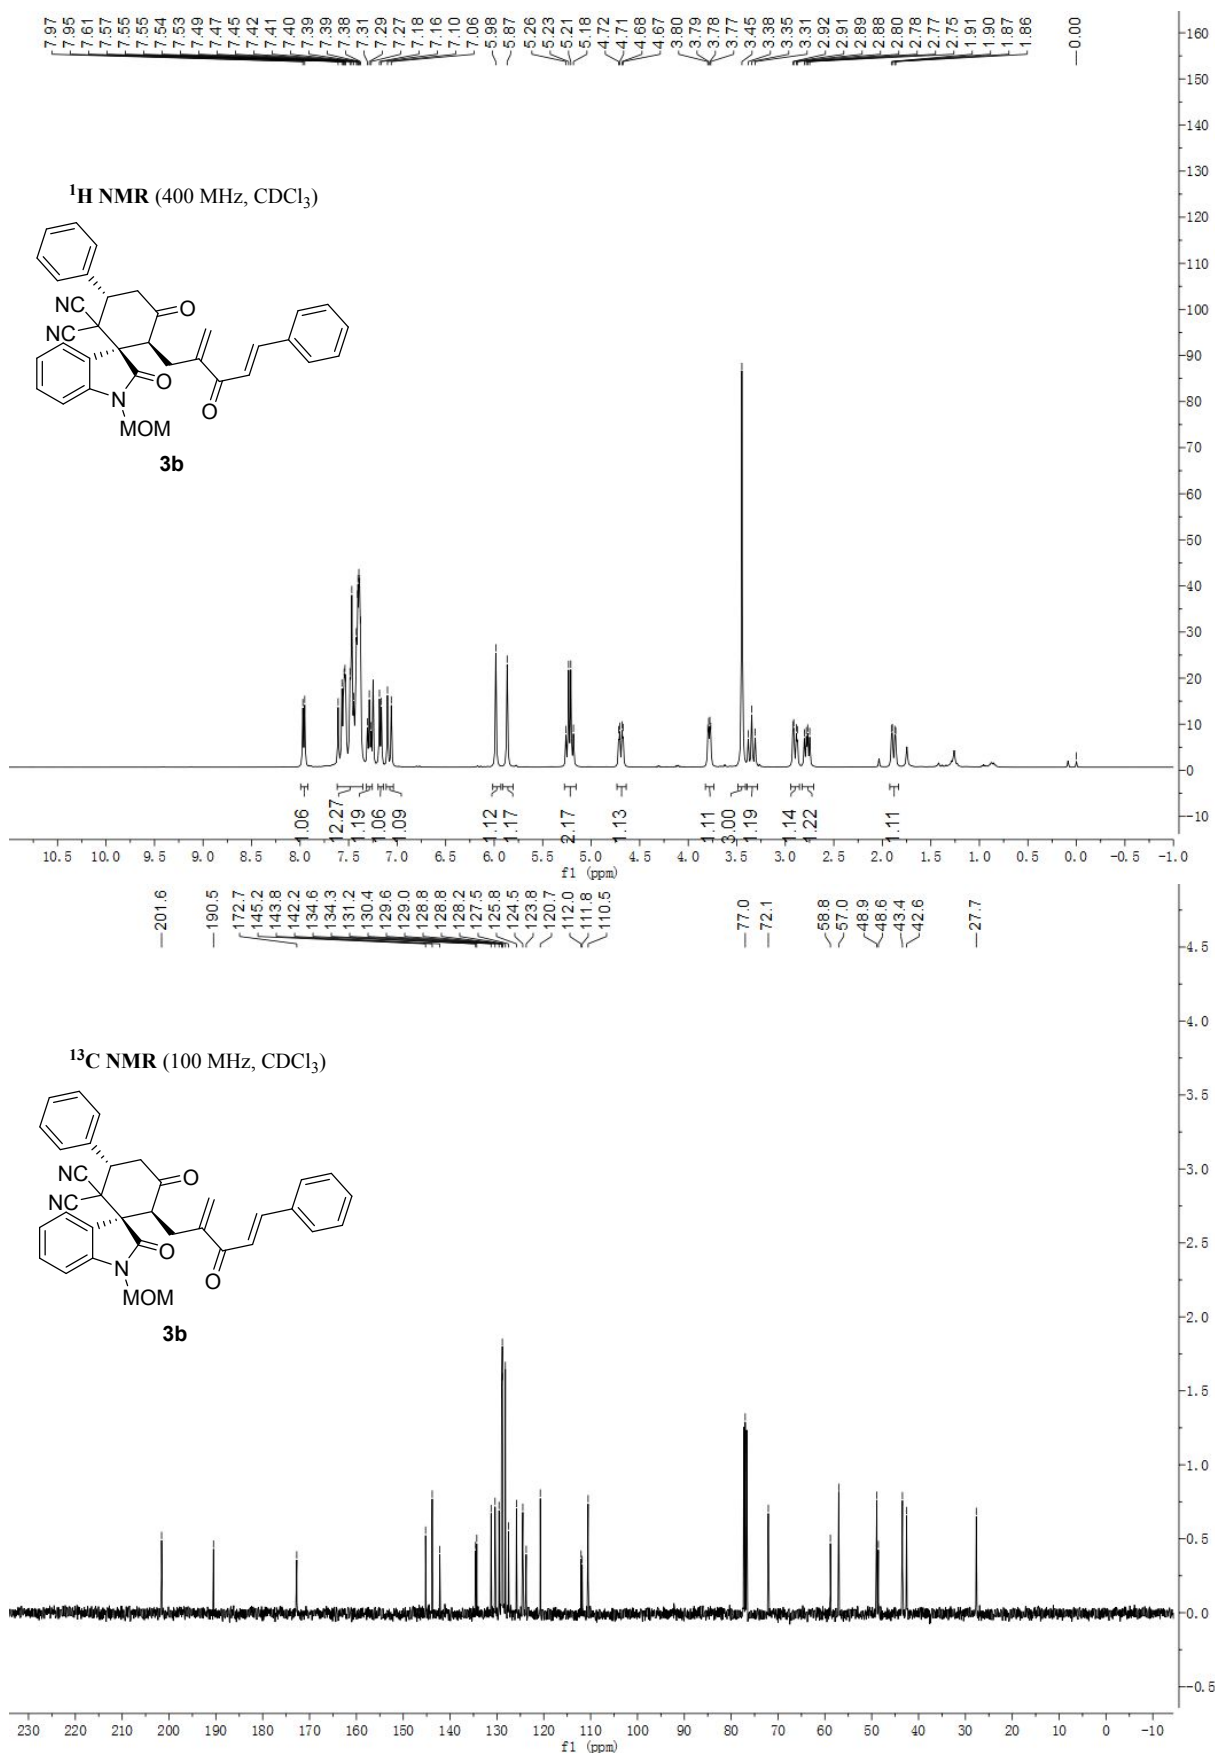 7.97 7.95 7.61 7.57 7.55 7.55 7.54 7.53 7.49 7.47 7.45 7.42 7.41 7.40 7.39 7.39 7.38 7.31 7.29 7.27 7.18 7.16 7.10 7.06 5.98 5.87 5.26 5.23 5.21 5.18 4.72 4.71 4.68 4.67 3.80 3.79 3.78 3.77 3.45 3.38 3.35 3.31 2.92 2.91 2.89 2.88 2.80 2.78 2.77 2.75 1.91 1.90 1.87 1.86 0.00
160
150
140
130
¹H NMR (400 MHz, CDCl₃)
120
110
NC
O
100
NC
90
O
N
O
80
MOM
3b
70
60
50
40
30
20
10
0
1.06 12.27 1.19 1.06 1.09 1.12 1.17 2.17 1.13 1.11 3.00 1.19 1.14 1.22 1.11
-10
10.5 10.0 9.5 9.0 8.5 8.0 7.5 7.0 6.5 6.0 5.5 5.0 4.5 4.0 3.5 3.0 2.5 2.0 1.5 1.0 0.5 0.0 -0.5 -1.0
f1 (ppm)
201.6 190.5 172.7 145.2 143.8 142.2 134.6 134.3 131.2 130.4 129.6 129.0 128.8 128.8 128.2 127.5 125.8 124.5 123.8 120.7 112.0 111.8 110.5 77.0 72.1 58.8 57.0 48.9 48.6 43.4 42.6 27.7
4.5
4.0
¹³C NMR (100 MHz, CDCl₃)
3.5
NC
O
3.0
NC
O
N
O
2.5
MOM
3b
2.0
1.5
1.0
0.5
0.0
-0.5
230 220 210 200 190 180 170 160 150 140 130 120 110 100 90 80 70 60 50 40 30 20 10 0 -10
f1 (ppm)